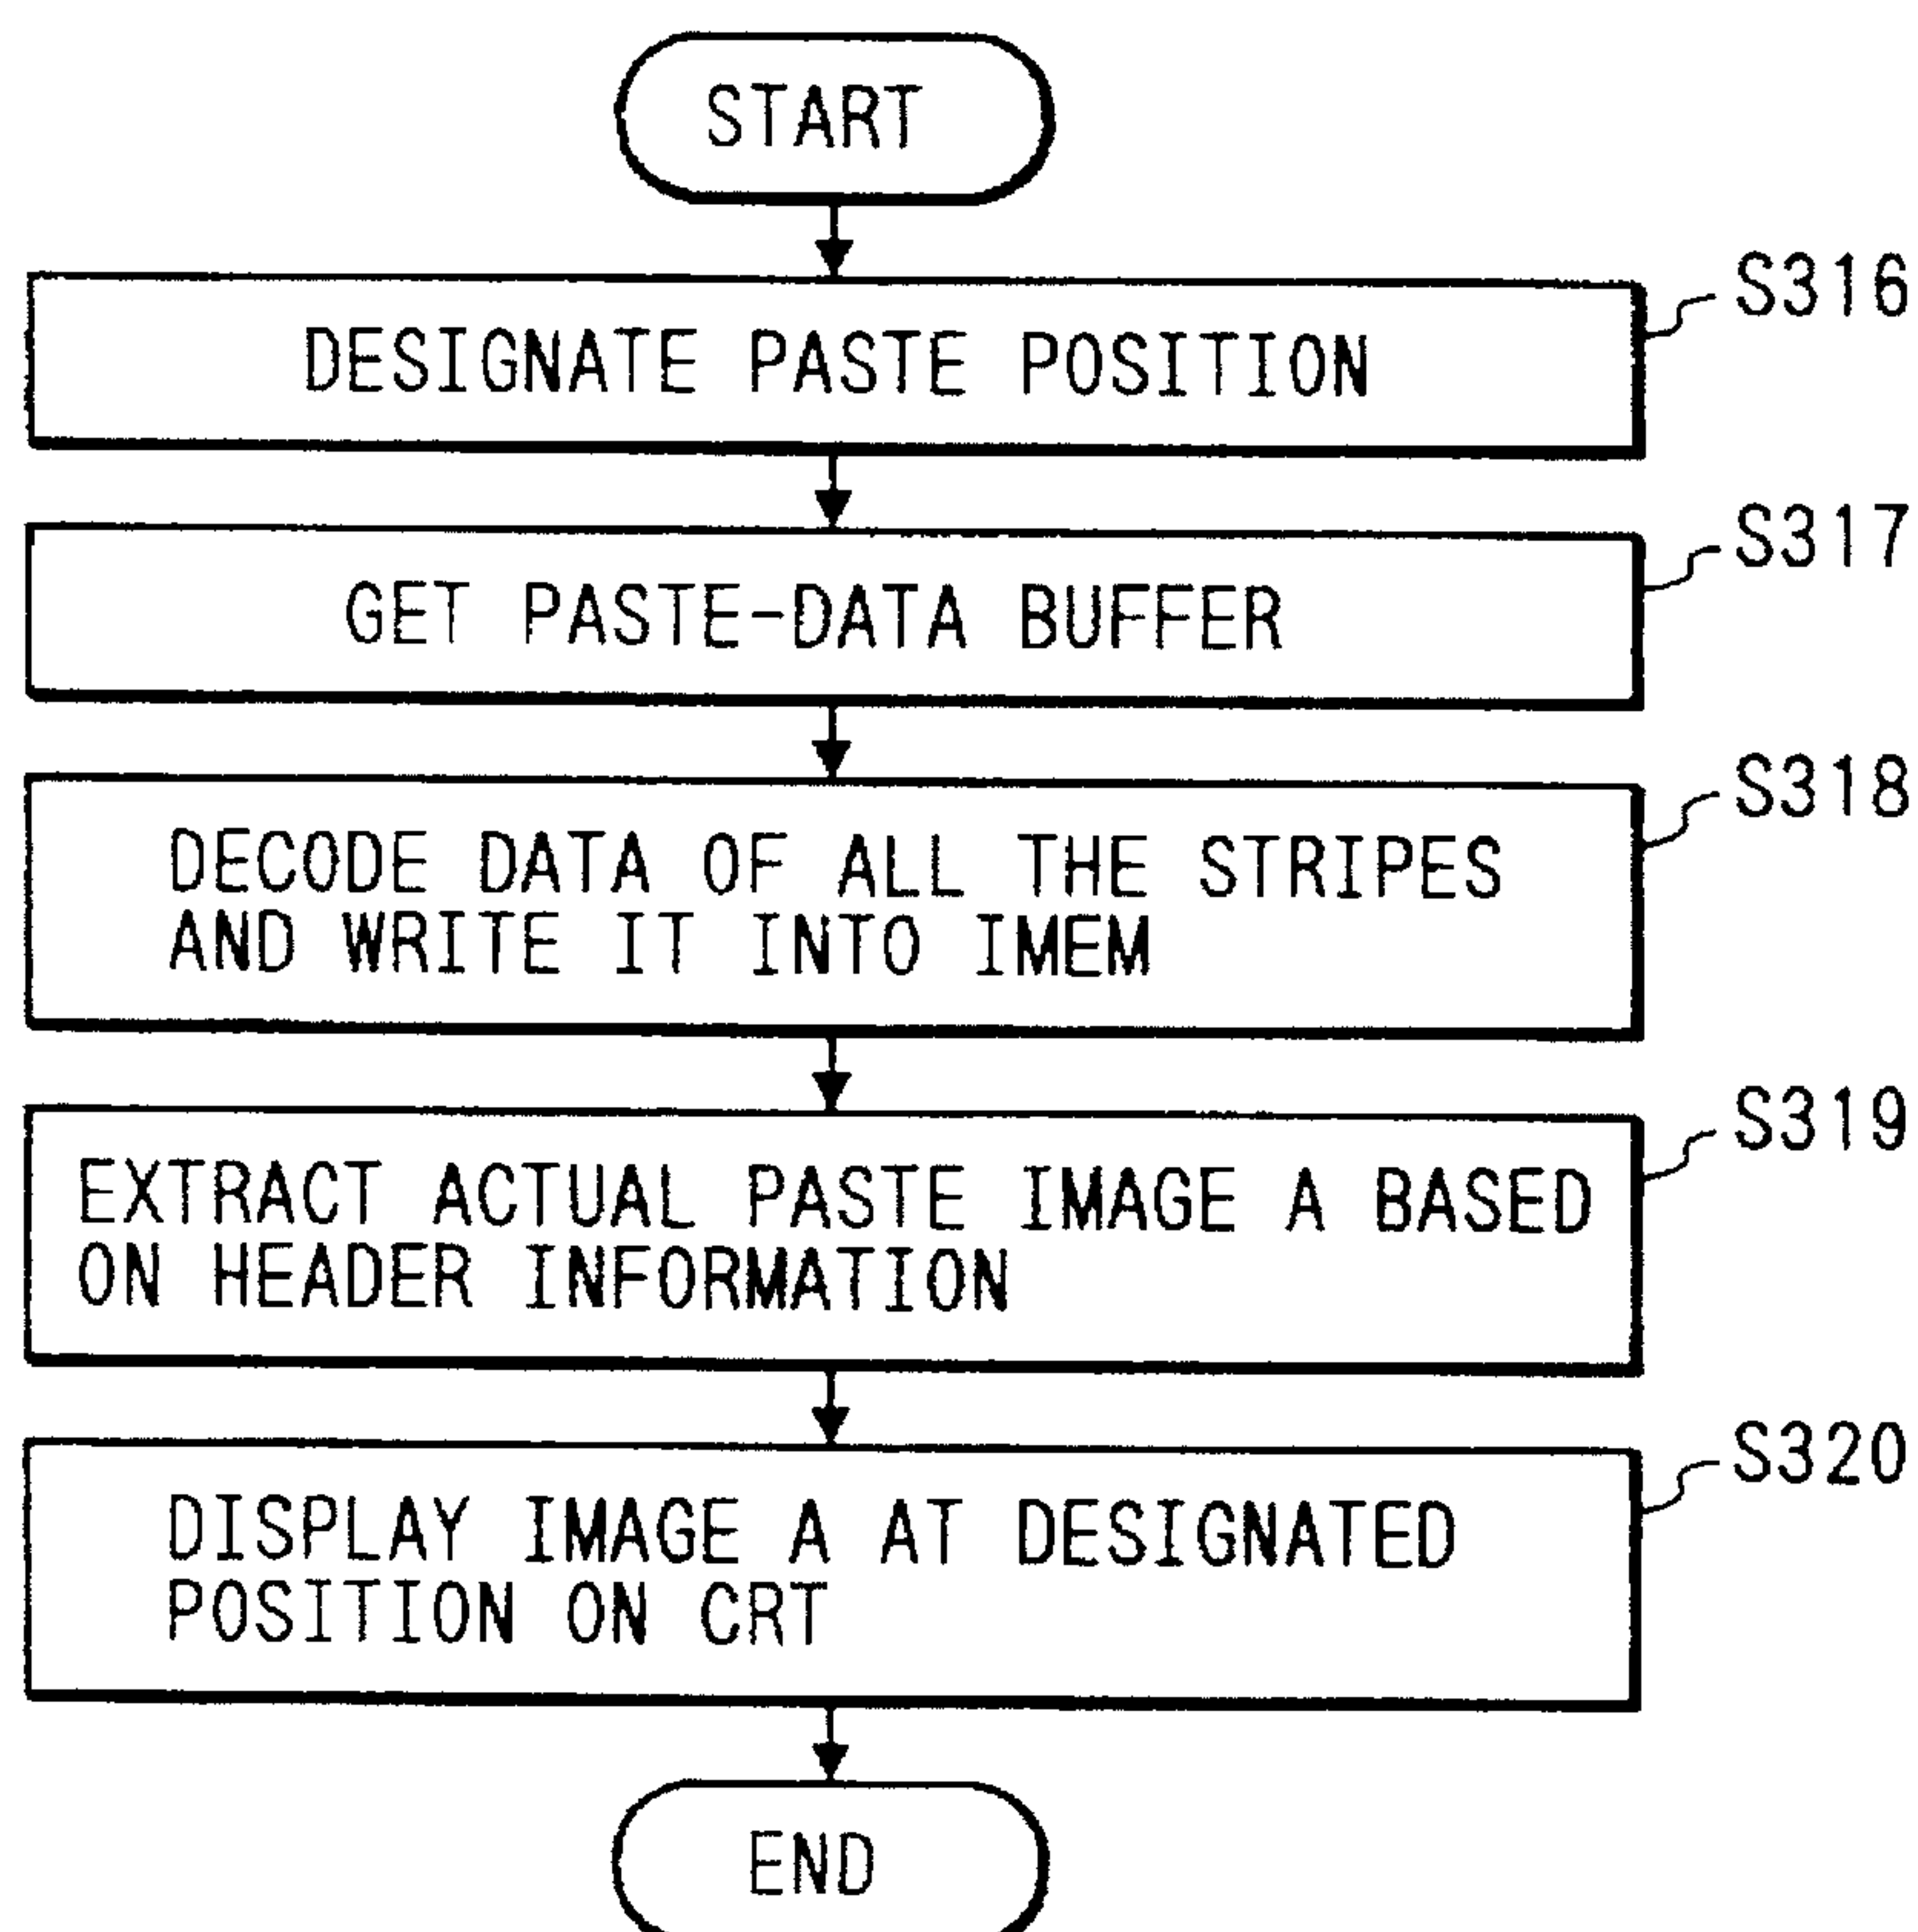 START
S316
DESIGNATE PASTE POSITION
S317
GET PASTE-DATA BUFFER
S318
DECODE DATA OF ALL THE STRIPES
AND WRITE IT INTO IMEM
S319
EXTRACT ACTUAL PASTE IMAGE A BASED
ON HEADER INFORMATION
S320
DISPLAY IMAGE A AT DESIGNATED
POSITION ON CRT
END